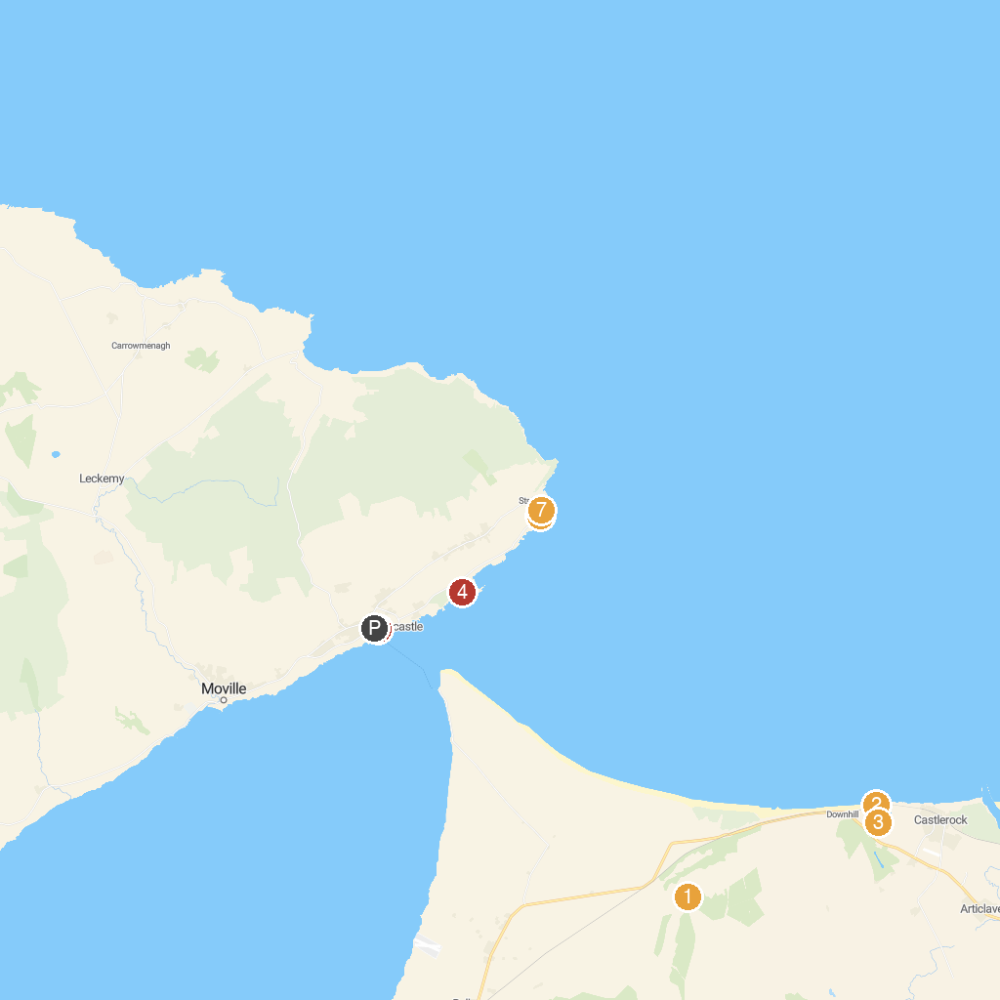 Carrowmenagh
Leckemy
7
4
P
castle
Moville
2
Downhill
3
Castlerock
1
Articlave